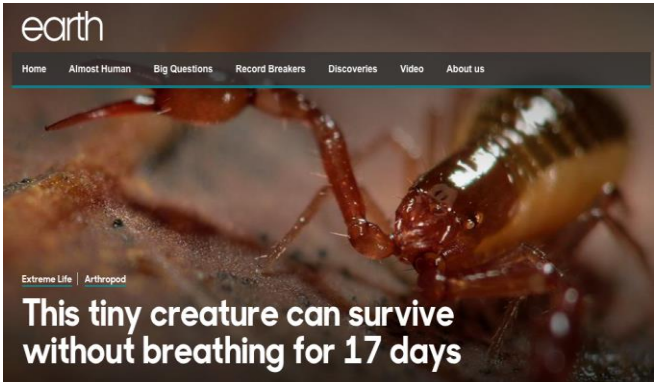 earth
Home Almost Human Big Questions Record Breakers Discoveries Video About us
Extreme Life | Arthropod
This tiny creature can survive
without breathing for 17 days